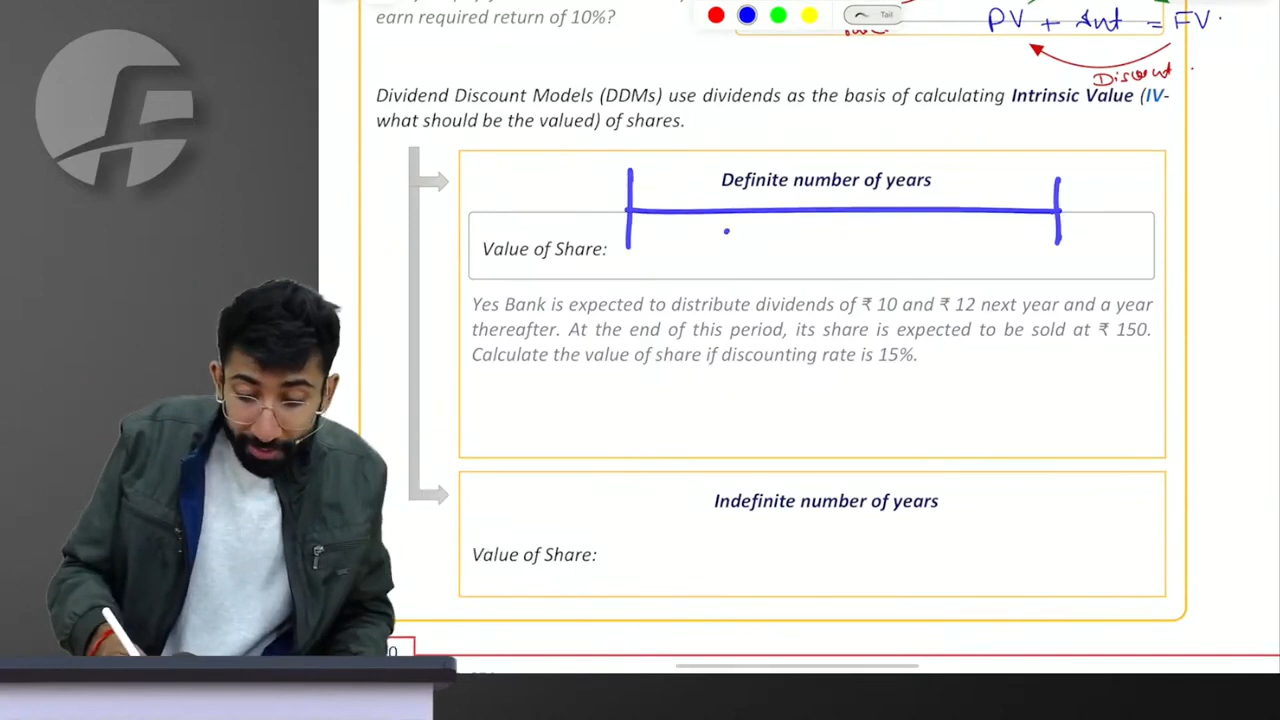 earn required return of 10%?
Tail
PV + Int = FV
Discount
Dividend Discount Models (DDMs) use dividends as the basis of calculating Intrinsic Value (IV-
what should be the valued) of shares.
Definite number of years
Value of Share:
Yes Bank is expected to distribute dividends of ₹ 10 and ₹ 12 next year and a year
thereafter. At the end of this period, its share is expected to be sold at ₹ 150.
Calculate the value of share if discounting rate is 15%.
Indefinite number of years
Value of Share: